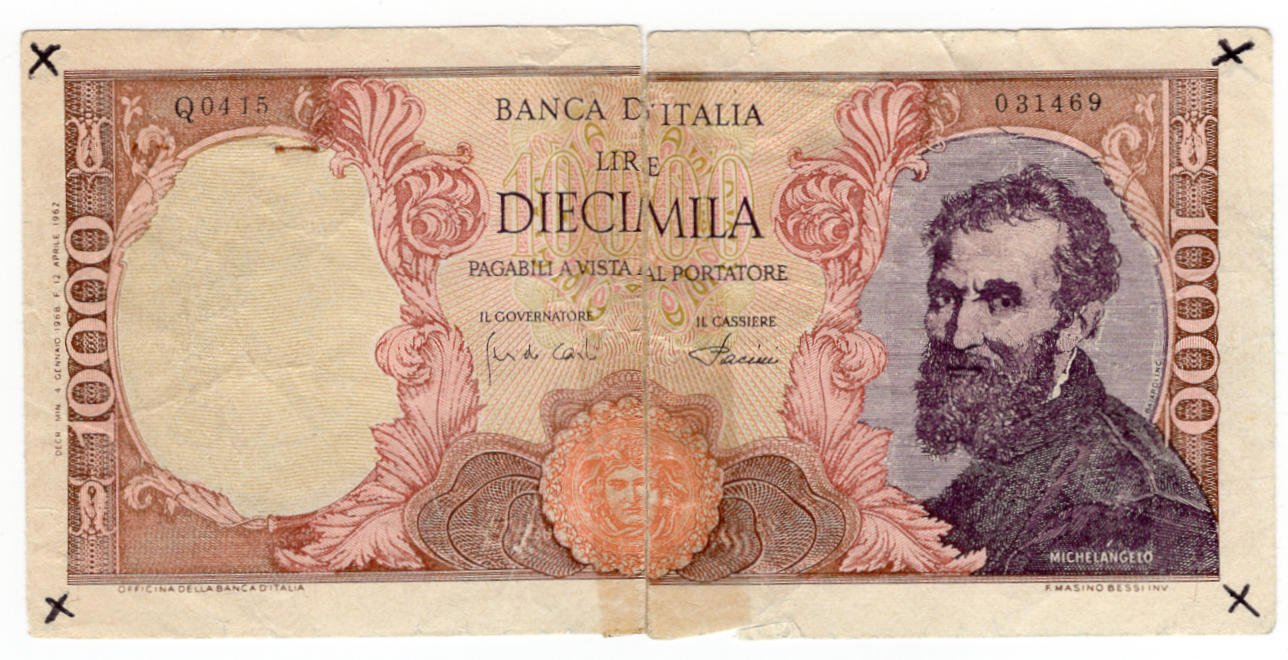 Q0415
031469
BANCA D'ITALIA
LIRE
DIECIMILA
PAGABILI A VISTA AL PORTATORE
IL GOVERNATORE
IL CASSIERE
10000
10000
DECR. MIN. 4 GENNAIO 1968 E 12 APRILE 1962
MICHELANGELO
OFFICINA DELLA BANCA D'ITALIA
F. MASINO BESSI INV.